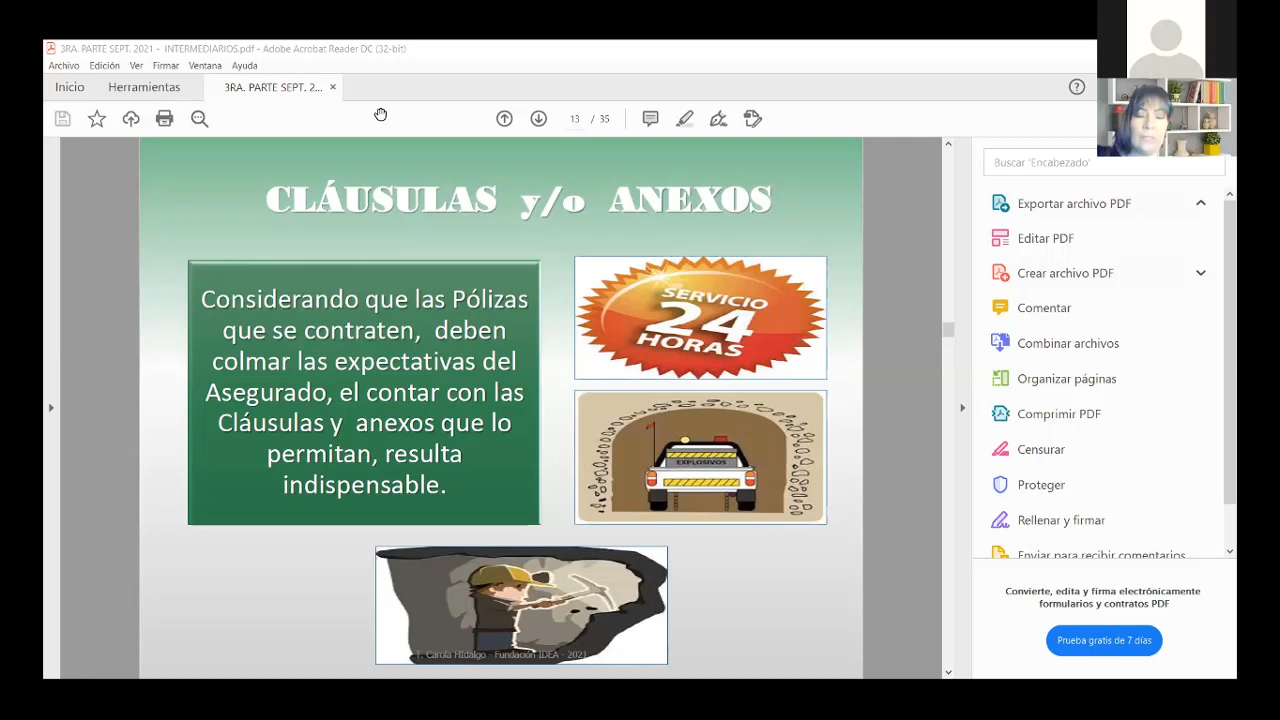 3RA. PARTE SEPT. 2021 - INTERMEDIARIOS.pdf - Adobe Acrobat Reader DC (32-bit)
Archivo Edición Ver Firmar Ventana Ayuda
Inicio Herramientas 3RA. PARTE SEPT. 2... ×
13 / 35
Buscar 'Encabezado'
CLÁUSULAS y/o ANEXOS
Considerando que las Pólizas
que se contraten, deben
colmar las expectativas del
Asegurado, el contar con las
Cláusulas y anexos que lo
permitan, resulta
indispensable.
SERVICIO
24
HORAS
EXPLOSIVOS
F. Carola Hidalgo - Fundación IDEA - 2021
Exportar archivo PDF
Editar PDF
Crear archivo PDF
Comentar
Combinar archivos
Organizar páginas
Comprimir PDF
Censurar
Proteger
Rellenar y firmar
Enviar para recibir comentarios
Convierte, edita y firma electrónicamente
formularios y contratos PDF
Prueba gratis de 7 días